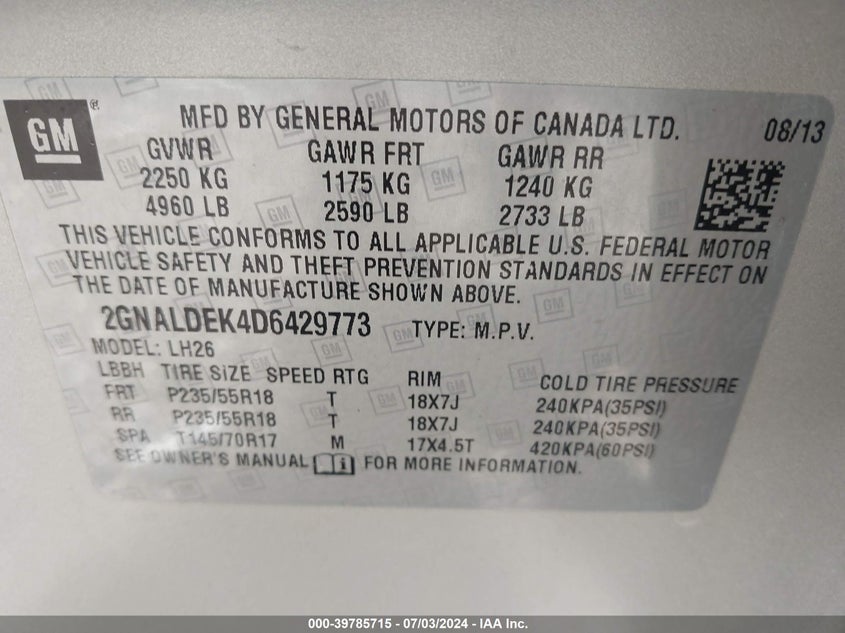 GM ®
MFD BY GENERAL MOTORS OF CANADA LTD. 08/13
GVWR GAWR FRT GAWR RR
2250 KG 1175 KG 1240 KG
4960 LB 2590 LB 2733 LB
THIS VEHICLE CONFORMS TO ALL APPLICABLE U.S. FEDERAL MOTOR
VEHICLE SAFETY AND THEFT PREVENTION STANDARDS IN EFFECT ON
THE DATE OF MANUFACTURE SHOWN ABOVE.
2GNALDEK4D6429773 TYPE: M.P.V.
MODEL: LH26
LBBH TIRE SIZE SPEED RTG RIM COLD TIRE PRESSURE
FRT P235/55R18 T 18X7J 240KPA(35PSI)
RR P235/55R18 T 18X7J 240KPA(35PSI)
SPA T145/70R17 M 17X4.5T 420KPA(60PSI)
SEE OWNER'S MANUAL FOR MORE INFORMATION.
000-39785715 - 07/03/2024 - IAA Inc.